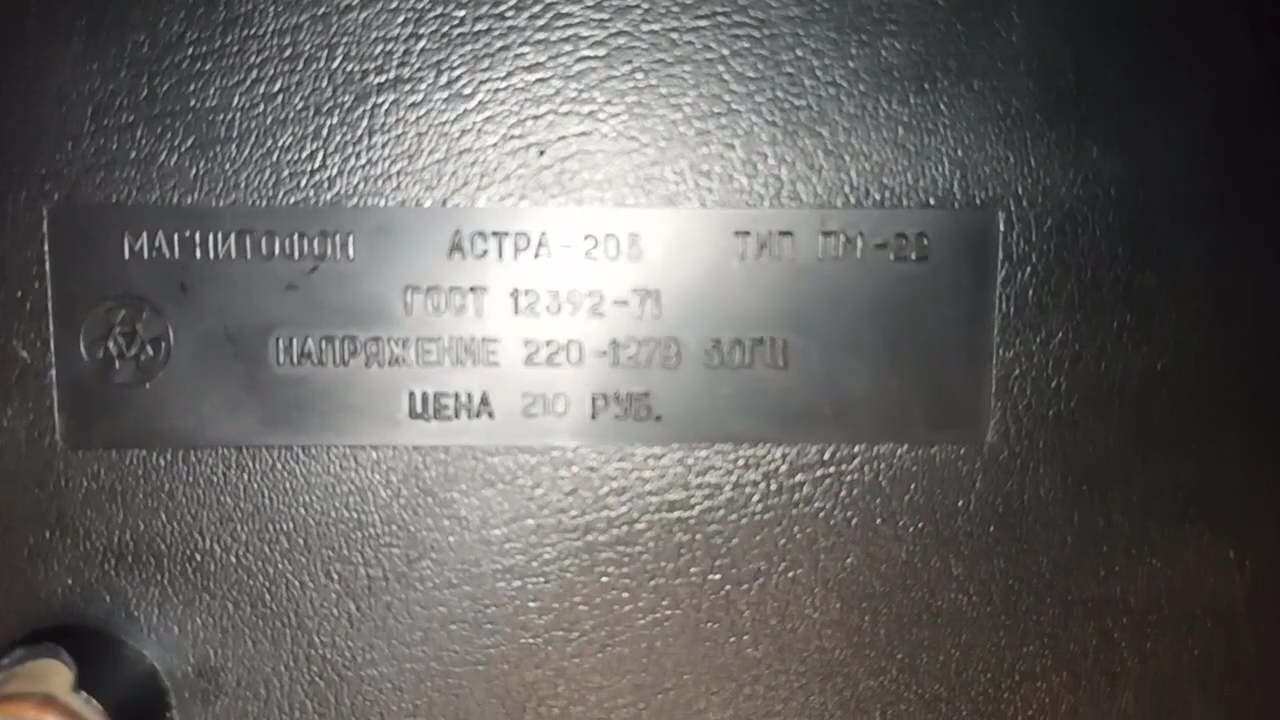 МАГНИТОФОН АСТРА-205 ТИП ПМ-22
ГОСТ 12392-71
НАПРЯЖЕНИЕ 220-127В 50ГЦ
ЦЕНА 210 РУБ.